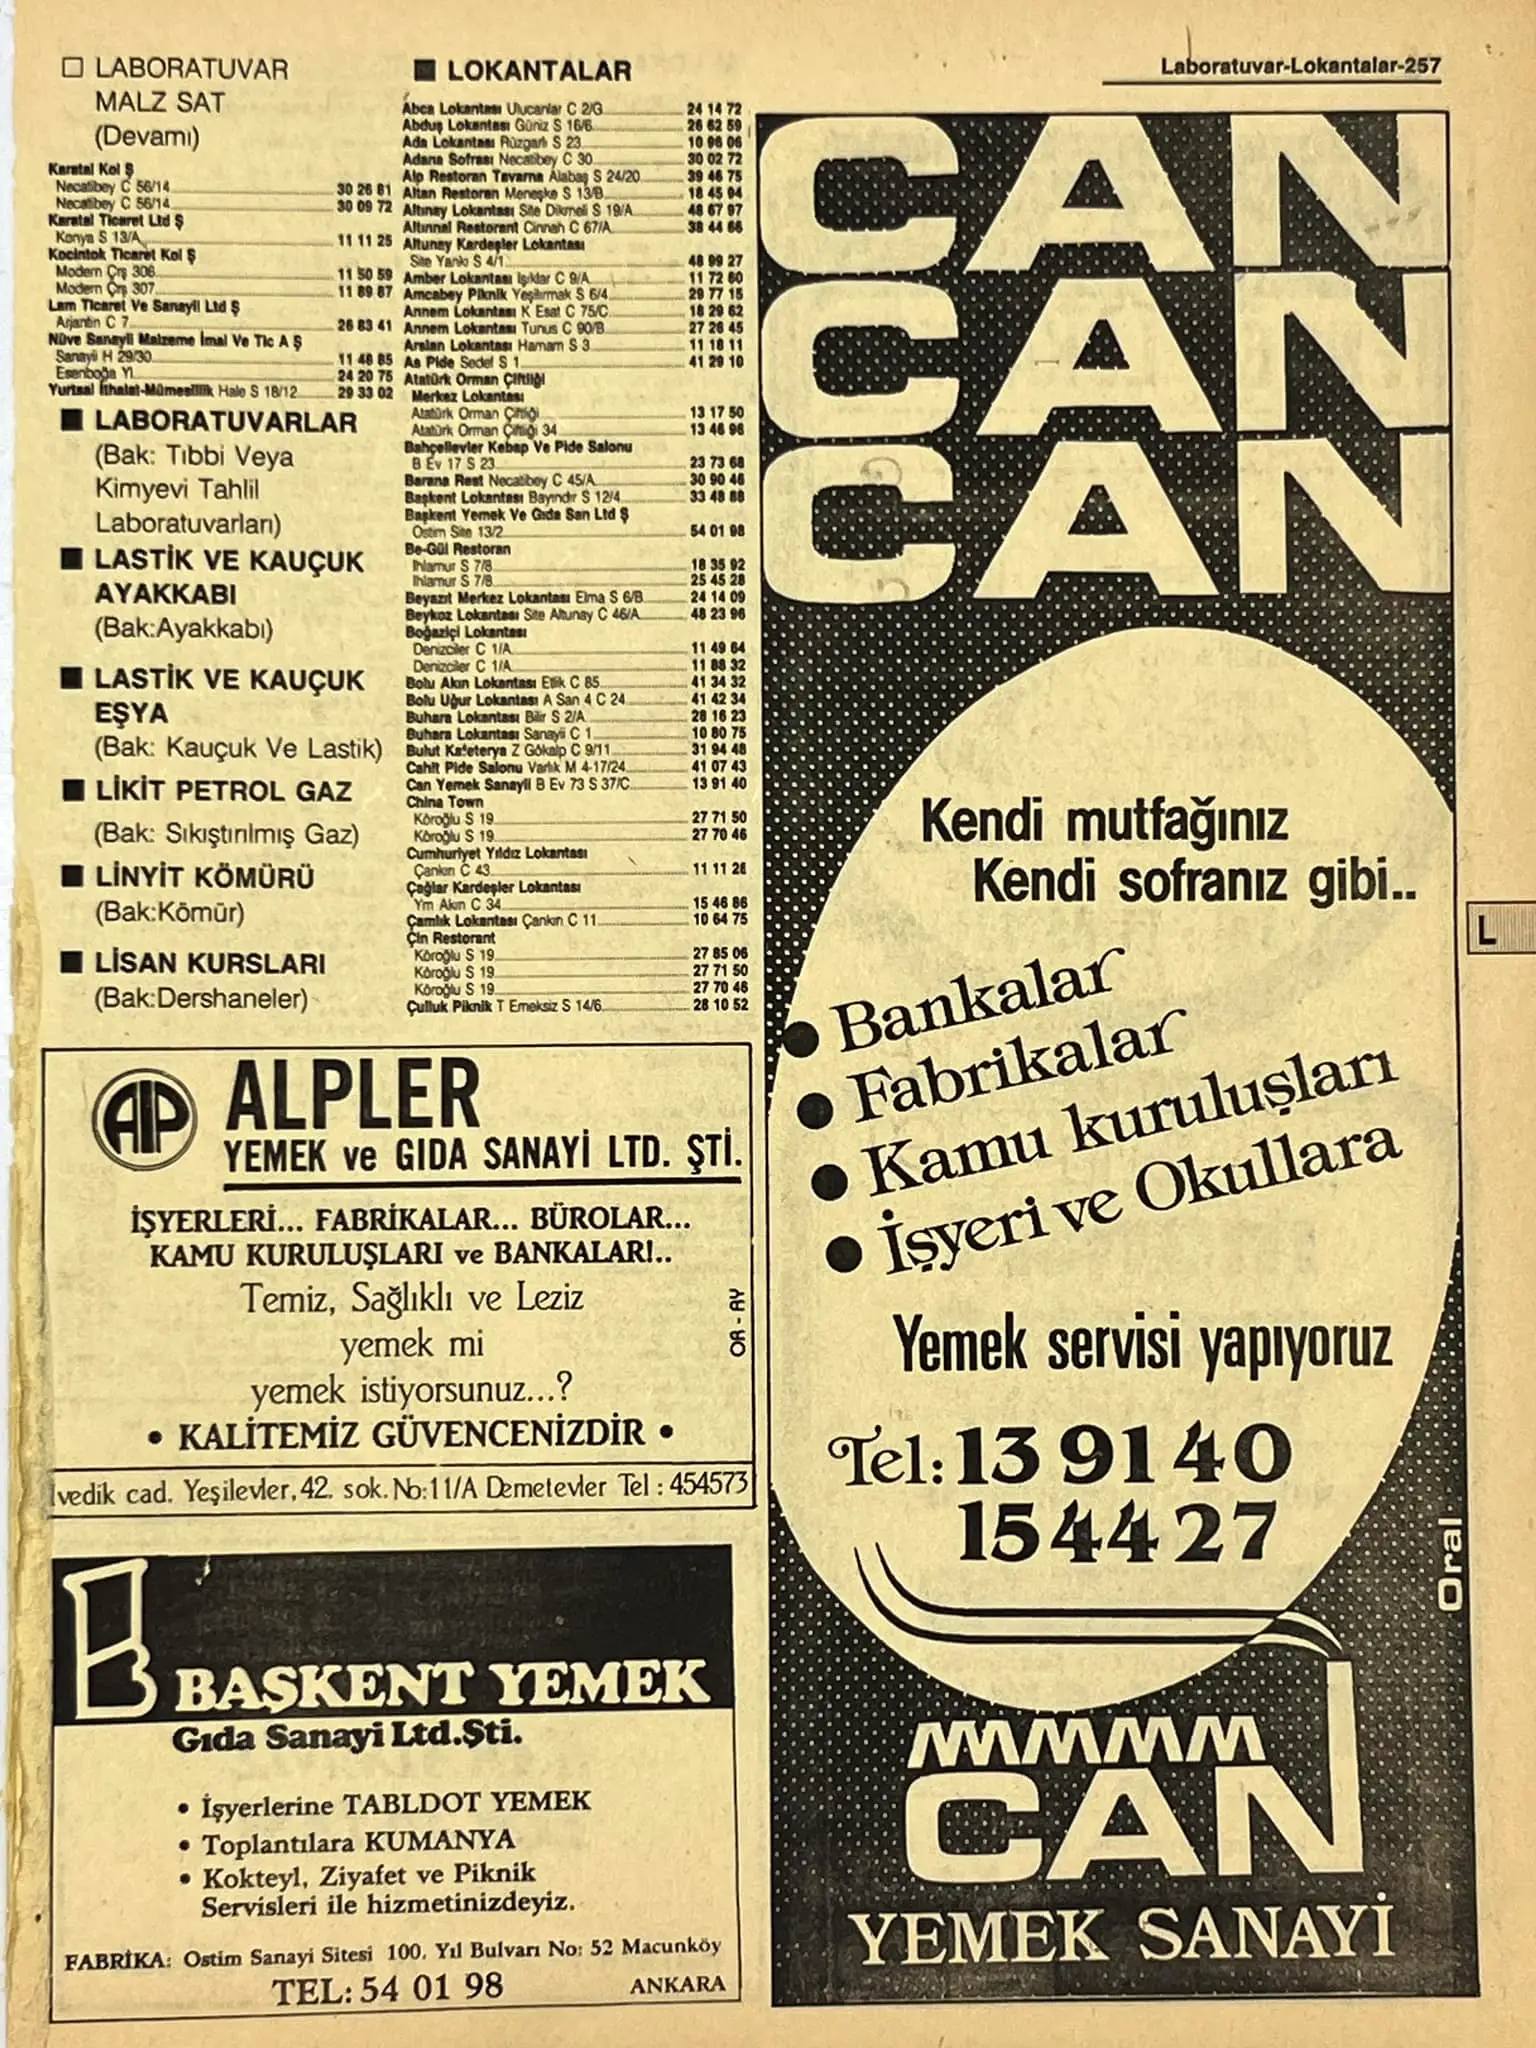 Laboratuvar-Lokantalar-257
□ LABORATUVAR
MALZ SAT
(Devamı)
Karatal Kol Ş
Necatibey C 56/14 30 26 81
Necatibey C 56/14 30 09 72
Karatal Ticaret Ltd Ş
Konya S 13/A 11 11 25
Kocintok Ticaret Kol Ş
Modern Çrş 306 11 50 59
Modern Çrş 307 11 89 87
Lam Ticaret Ve Sanayii Ltd Ş
Arjantin C 7 26 83 41
Nüve Sanayii Malzeme İmal Ve Tic A Ş
Sanayii H 29/30 11 48 85
Esenboğa Yl 24 20 75
Yurtsal İthalat-Mümessillik Hale S 18/12 29 33 02
■ LABORATUVARLAR
(Bak: Tıbbi Veya
Kimyevi Tahlil
Laboratuvarları)
■ LASTİK VE KAUÇUK
AYAKKABI
(Bak:Ayakkabı)
■ LASTİK VE KAUÇUK
EŞYA
(Bak: Kauçuk Ve Lastik)
■ LİKİT PETROL GAZ
(Bak: Sıkıştırılmış Gaz)
■ LİNYİT KÖMÜRÜ
(Bak:Kömür)
■ LİSAN KURSLARI
(Bak:Dershaneler)
■ LOKANTALAR
Abca Lokantası Ulucanlar C 2/G 24 14 72
Abduş Lokantası Güniz S 16/6 26 62 59
Ada Lokantası Rüzgarlı S 23 10 96 06
Adana Sofrası Necatibey C 30 30 02 72
Alp Restoran Taverna Alabaş S 24/20 39 46 75
Altan Restoran Menekşe S 13/B 18 45 94
Altınay Lokantası Site Dikmeli S 19/A 48 67 97
Altınnal Restorant Cinnah C 67/A 38 44 66
Altunay Kardeşler Lokantası
Site Yankı S 4/1 48 99 27
Amber Lokantası Işıklar C 9/A 11 72 60
Amcabey Piknik Yeşilırmak S 6/4 29 77 15
Annem Lokantası K Esat C 75/C 18 29 62
Annem Lokantası Tunus C 90/B 27 26 45
Arslan Lokantası Hamam S 3 11 18 11
As Pide Sedef S 1 41 29 10
Atatürk Orman Çiftliği
Merkez Lokantası
Atatürk Orman Çiftliği 13 17 50
Atatürk Orman Çiftliği 34 13 46 96
Bahçelievler Kebap Ve Pide Salonu
B Ev 17 S 23 23 73 68
Barana Rest Necatibey C 45/A 30 90 46
Başkent Lokantası Bayındır S 12/4 33 48 88
Başkent Yemek Ve Gıda San Ltd Ş
Ostim Site 13/2 54 01 98
Be-Gül Restoran
Ihlamur S 7/8 18 35 92
Ihlamur S 7/8 25 45 28
Beyazıt Merkez Lokantası Elma S 6/B 24 14 09
Beykoz Lokantası Site Altunay C 46/A 48 23 96
Boğaziçi Lokantası
Denizciler C 1/A 11 49 64
Denizciler C 1/A 11 88 32
Bolu Akın Lokantası Etlik C 85 41 34 32
Bolu Uğur Lokantası A San 4 C 24 41 42 34
Buhara Lokantası Bilir S 2/A 28 16 23
Buhara Lokantası Sanayii C 1 10 80 75
Bulut Kafeterya Z Gökalp C 9/11 31 94 48
Cahit Pide Salonu Varlık M 4-17/24 41 07 43
Can Yemek Sanayii B Ev 73 S 37/C 13 91 40
China Town
Köroğlu S 19 27 71 50
Köroğlu S 19 27 70 46
Cumhuriyet Yıldız Lokantası
Çankırı C 43 11 11 26
Çağlar Kardeşler Lokantası
Ym Akın C 34 15 46 86
Çamlık Lokantası Çankırı C 11 10 64 75
Çin Restorant
Köroğlu S 19 27 85 06
Köroğlu S 19 27 71 50
Köroğlu S 19 27 70 46
Çulluk Piknik T Emeksiz S 14/6 28 10 52
AP
ALPLER
YEMEK ve GIDA SANAYİ LTD. ŞTİ.
İŞYERLERİ... FABRİKALAR... BÜROLAR...
KAMU KURULUŞLARI ve BANKALAR!..
Temiz, Sağlıklı ve Leziz
yemek mi
yemek istiyorsunuz...?
• KALİTEMİZ GÜVENCENİZDİR •
OR - AY
İvedik cad. Yeşilevler, 42. sok. No:11/A Demetevler Tel : 454573
BAŞKENT YEMEK
Gıda Sanayi Ltd.Şti.
• İşyerlerine TABLDOT YEMEK
• Toplantılara KUMANYA
• Kokteyl, Ziyafet ve Piknik
Servisleri ile hizmetinizdeyiz.
FABRİKA: Ostim Sanayi Sitesi 100. Yıl Bulvarı No: 52 Macunköy
TEL: 54 01 98 ANKARA
CAN
CAN
CAN
Kendi mutfağınız
Kendi sofranız gibi..
• Bankalar
• Fabrikalar
• Kamu kuruluşları
• İşyeri ve Okullara
Yemek servisi yapıyoruz
Tel: 13 91 40
15 44 27
Oral
CAN
YEMEK SANAYİ
L